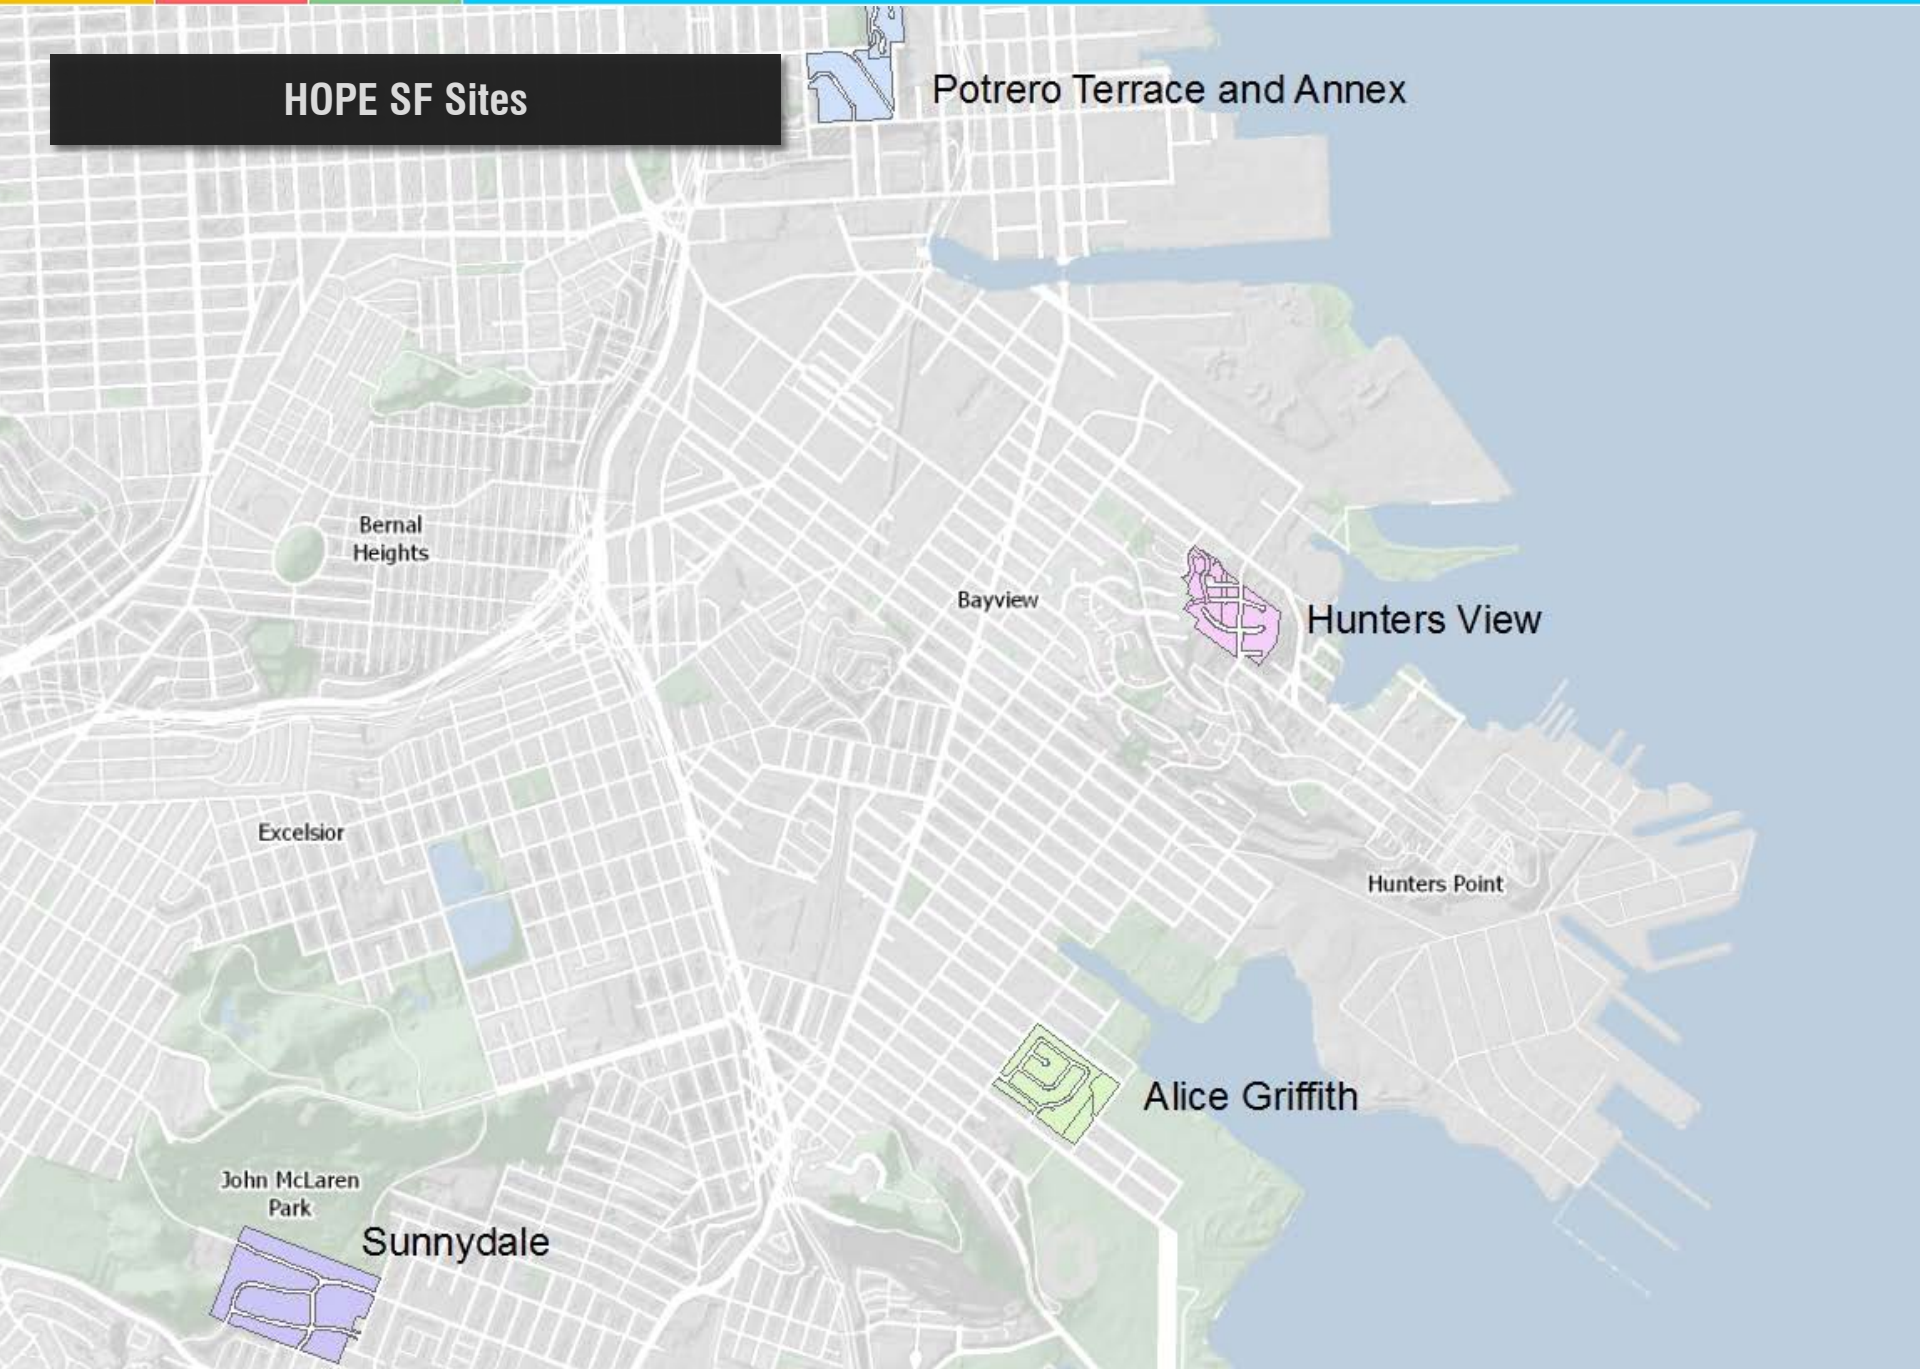 HOPE SF Sites
Potrero Terrace and Annex
Bernal
Heights
Bayview
Hunters View
Excelsior
Hunters Point
Alice Griffith
John McLaren
Park
Sunnydale